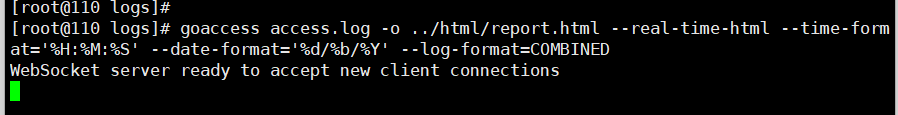 [root@110 logs]#
[root@110 logs]# goaccess access.log -o ../html/report.html --real-time-html --time-form
at='%H:%M:%S' --date-format='%d/%b/%Y' --log-format=COMBINED
WebSocket server ready to accept new client connections